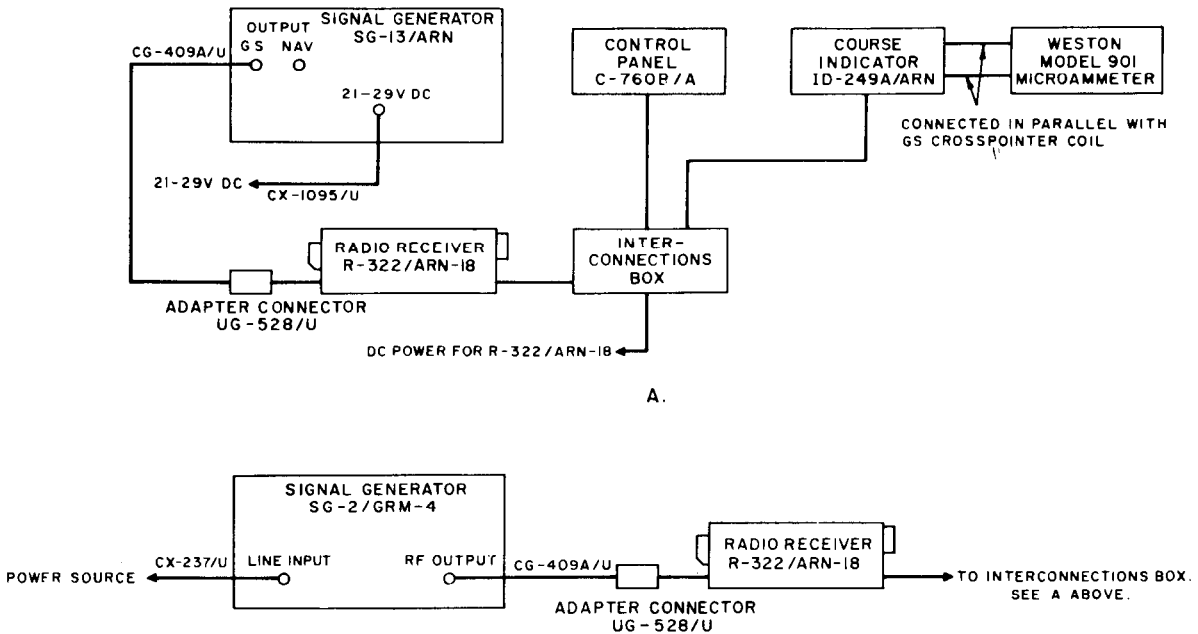 OUTPUT
GS NAV
SIGNAL GENERATOR
SG-13/ARN
CG-409A/U
21-29V DC
21-29V DC
CX-1095/U
CONTROL
PANEL
C-760B/A
COURSE
INDICATOR
ID-249A/ARN
WESTON
MODEL 901
MICROAMMETER
CONNECTED IN PARALLEL WITH
GS CROSSPOINTER COIL
RADIO RECEIVER
R-322/ARN-18
INTER-
CONNECTIONS
BOX
ADAPTER CONNECTOR
UG-528/U
DC POWER FOR R-322/ARN-18
A.
SIGNAL GENERATOR
SG-2/GRM-4
CX-237/U
LINE INPUT
RF OUTPUT
POWER SOURCE
CG-409A/U
RADIO RECEIVER
R-322/ARN-18
TO INTERCONNECTIONS BOX.
SEE A ABOVE.
ADAPTER CONNECTOR
UG-528/U